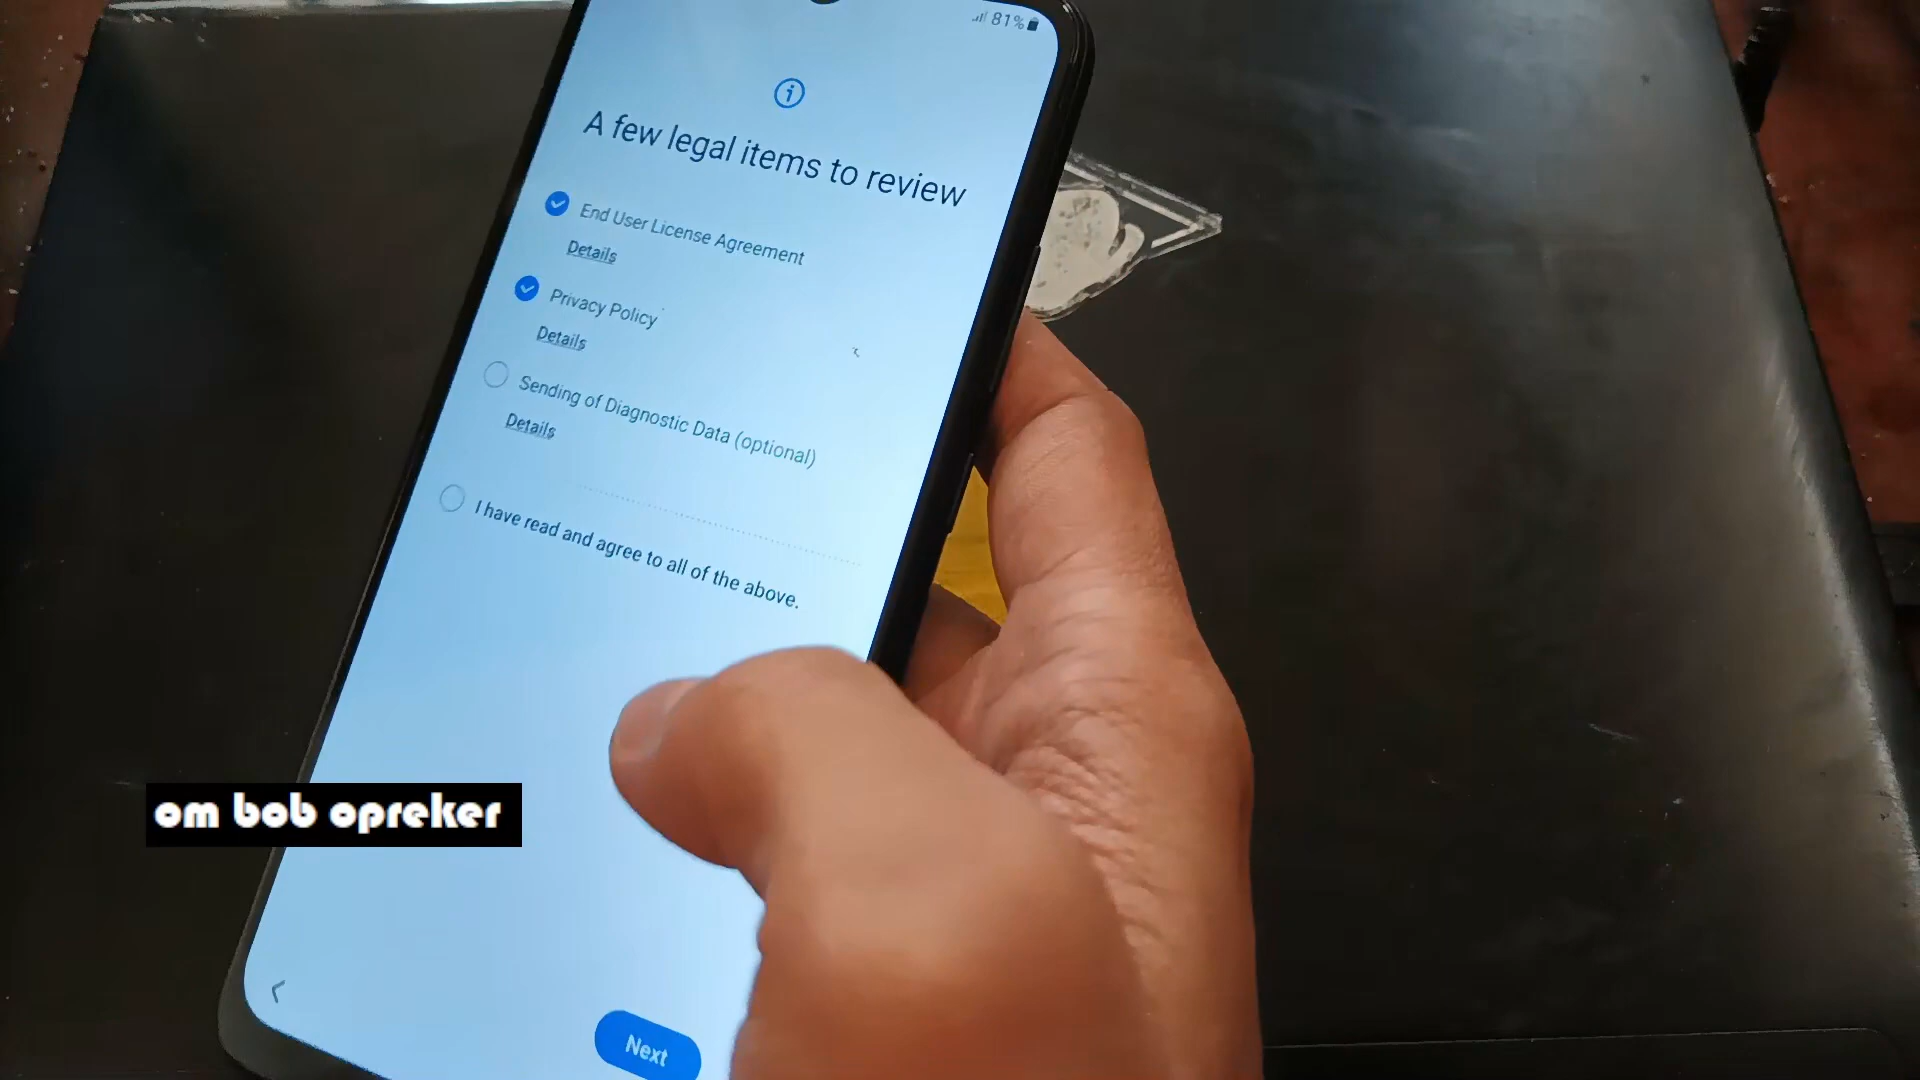 81%
A few legal items to review
End User License Agreement
Details
Privacy Policy
Details
Sending of Diagnostic Data (optional)
Details
I have read and agree to all of the above.
om bob opreker
Next